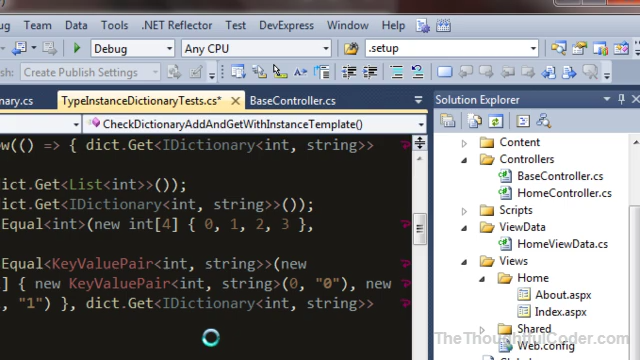 ug Team Data Tools .NET Reflector Test DevExpress Window Help
Debug Any CPU .setup
Create Publish Settings
nary.cs TypeInstanceDictionaryTests.cs* BaseController.cs
CheckDictionaryAddAndGetWithInstanceTemplate()
ow(() => { dict.Get<IDictionary<int, string>>
ict.Get<List<int>>());
ict.Get<IDictionary<int, string>>());
Equal<int>(new int[4] { 0, 1, 2, 3 },
Equal<KeyValuePair<int, string>>(new
] { new KeyValuePair<int, string>(0, "0"), new
, "1") }, dict.Get<IDictionary<int, string>>
Solution Explorer
Content
Controllers
BaseController.cs
HomeController.cs
Scripts
ViewData
HomeViewData.cs
Views
Home
About.aspx
Index.aspx
Shared
Web.config
TheThoughtfulCoder.com